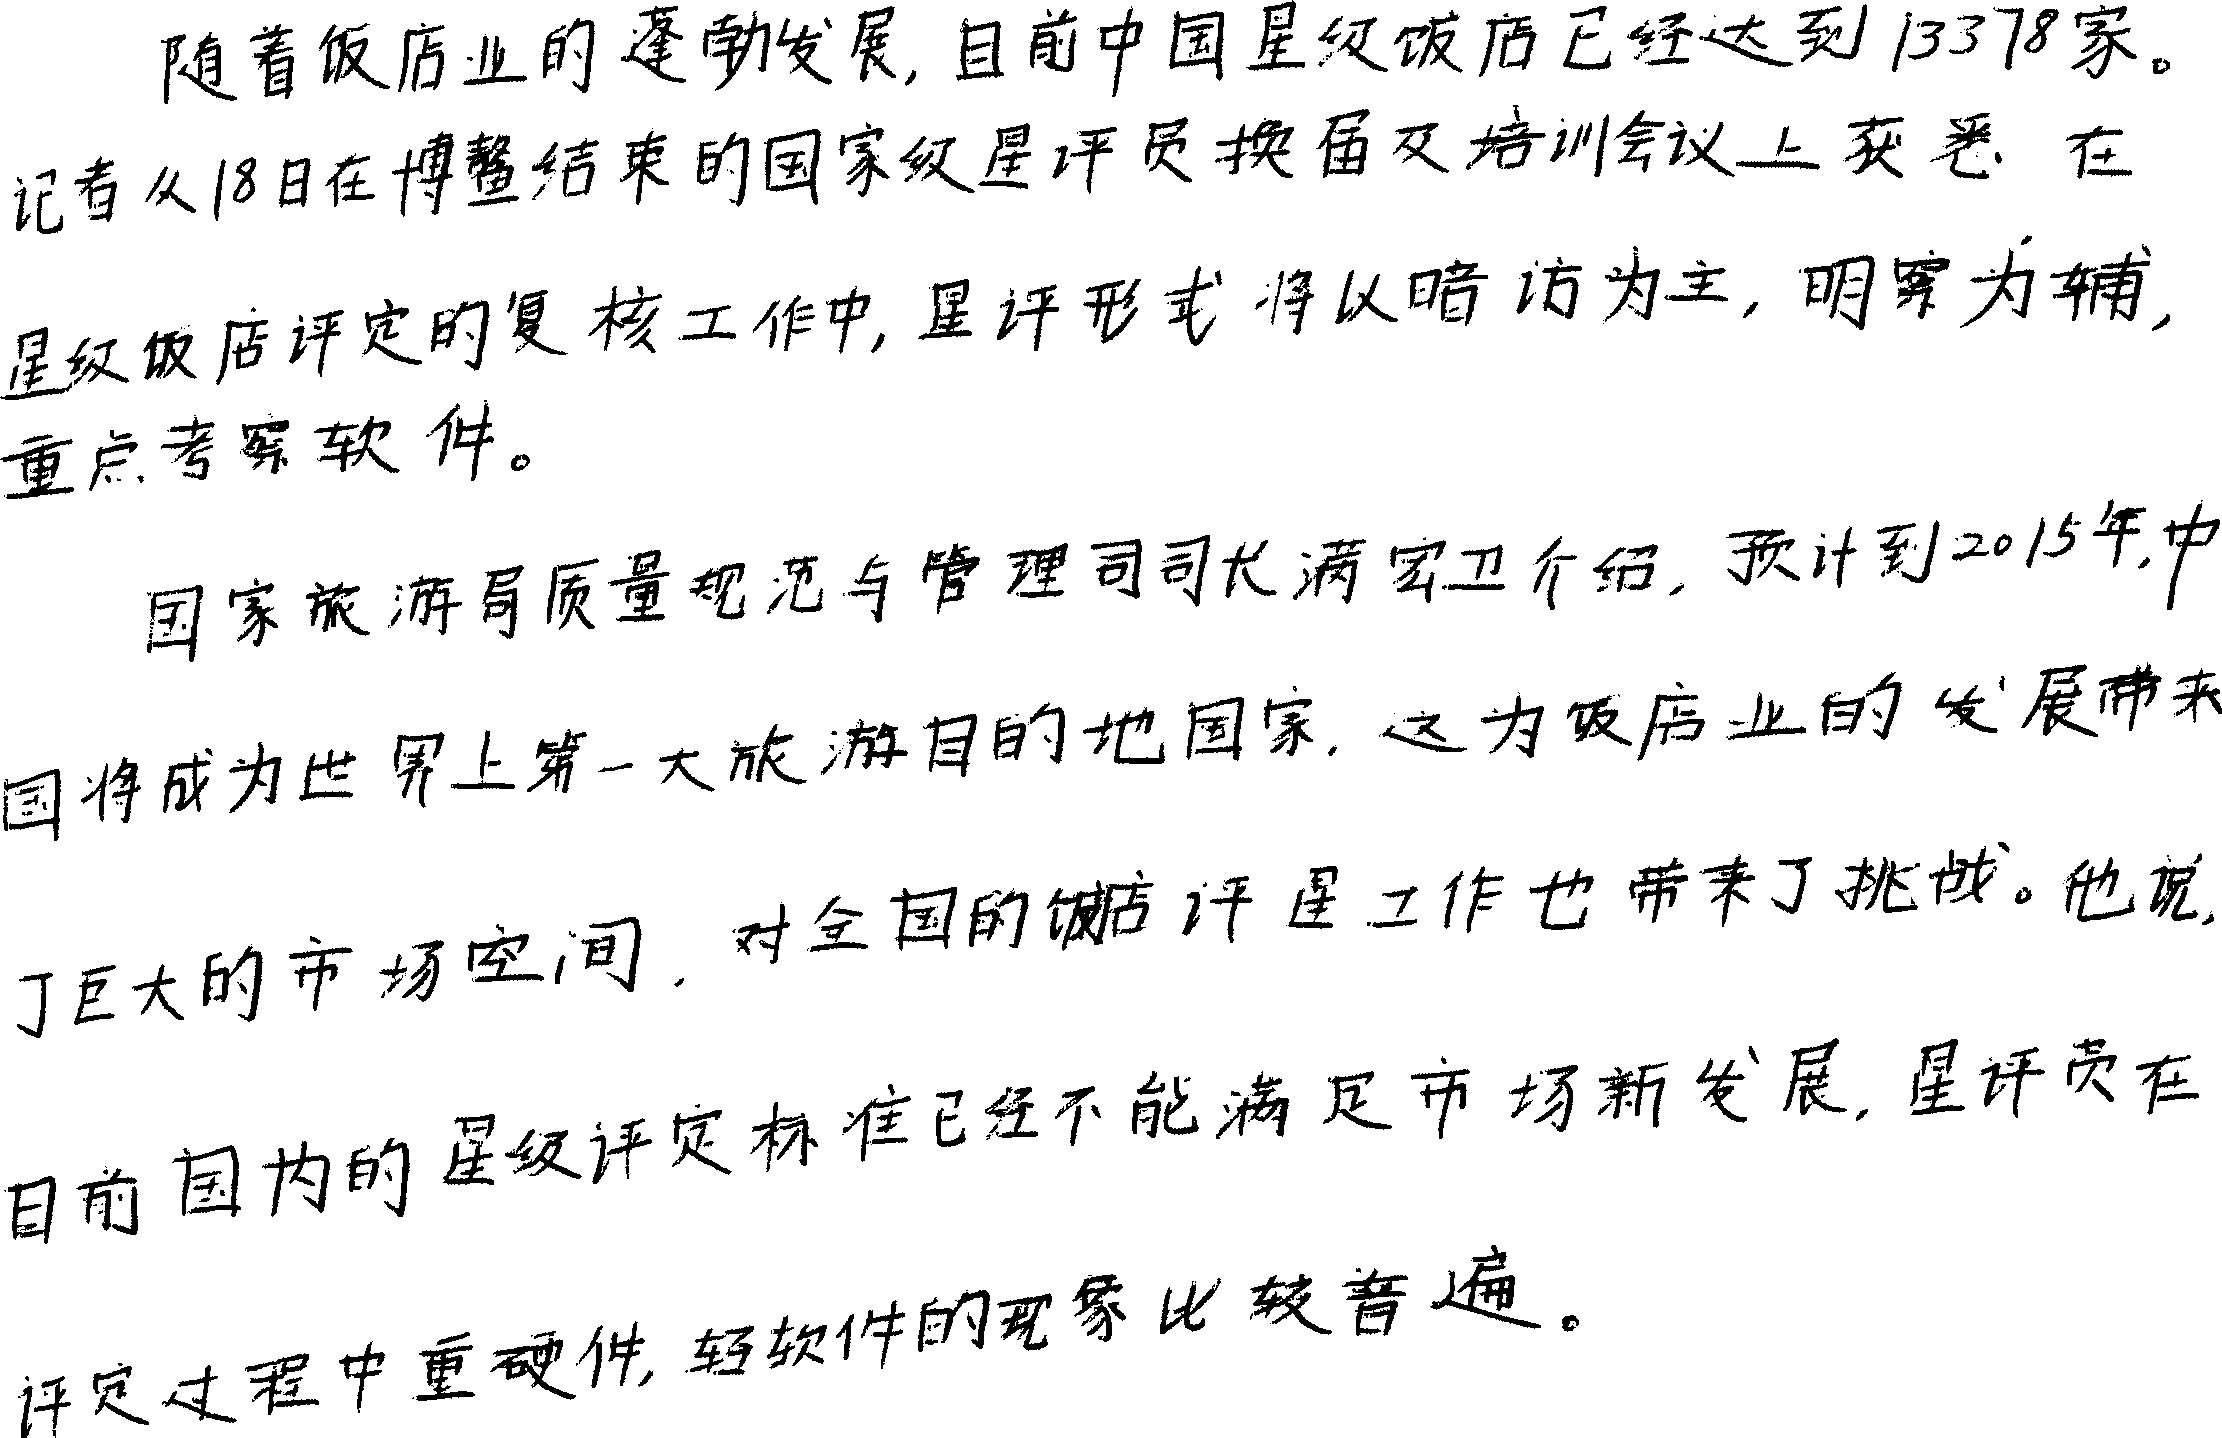 随着饭店业的蓬勃发展,目前中国星级饭店已经达到13378家。
记者从18日在博鳌结束的国家级星评员换届及培训会议上获悉,在
星级饭店评定的复核工作中,星评形式将以暗访为主,明察为辅,
重点考察软件。
国家旅游局质量规范与管理司司长满宏卫介绍,预计到2015年,中
国将成为世界上第一大旅游目的地国家,这为饭店业的发展带来
了巨大的市场空间,对全国的饭店评星工作也带来了挑战。他说,
目前国内的星级评定标准已经不能满足市场新发展,星评员在
评定过程中重硬件,轻软件的现象比较普遍。